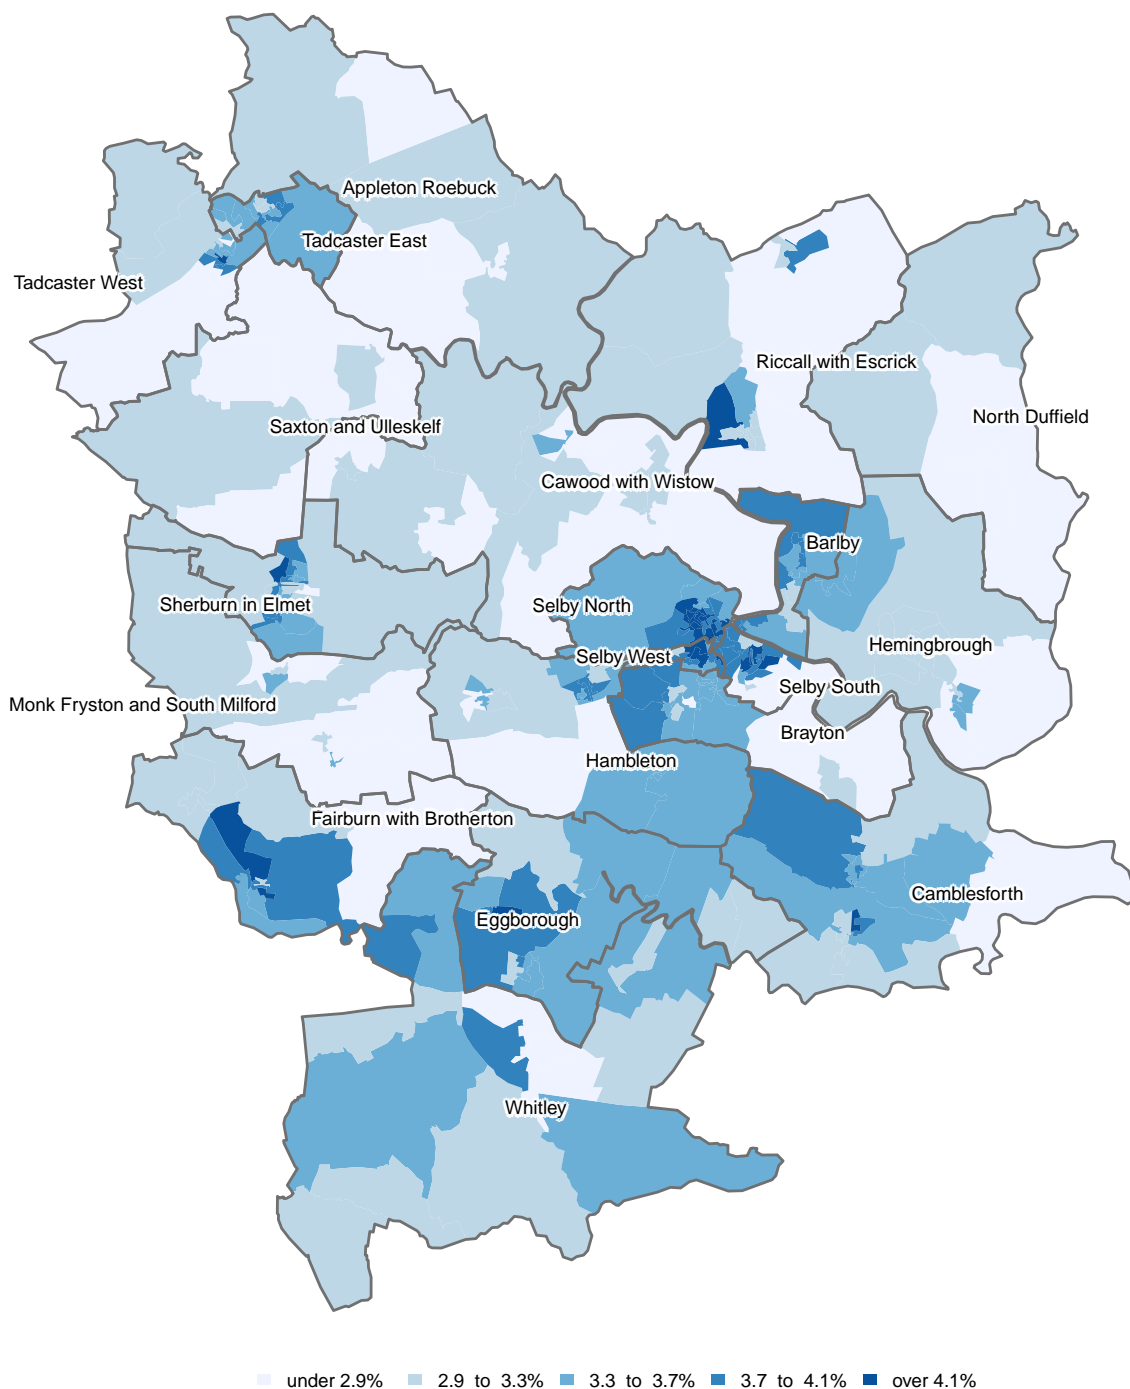 Appleton Roebuck
Tadcaster East
Tadcaster West
Riccall with Escrick
North Duffield
Saxton and Ulleskelf
Cawood with Wistow
Barlby
Sherburn in Elmet
Selby North
Hemingbrough
Selby West
Selby South
Monk Fryston and South Milford
Brayton
Hambleton
Fairburn with Brotherton
Camblesforth
Eggborough
Whitley
under 2.9% 2.9 to 3.3% 3.3 to 3.7% 3.7 to 4.1% over 4.1%